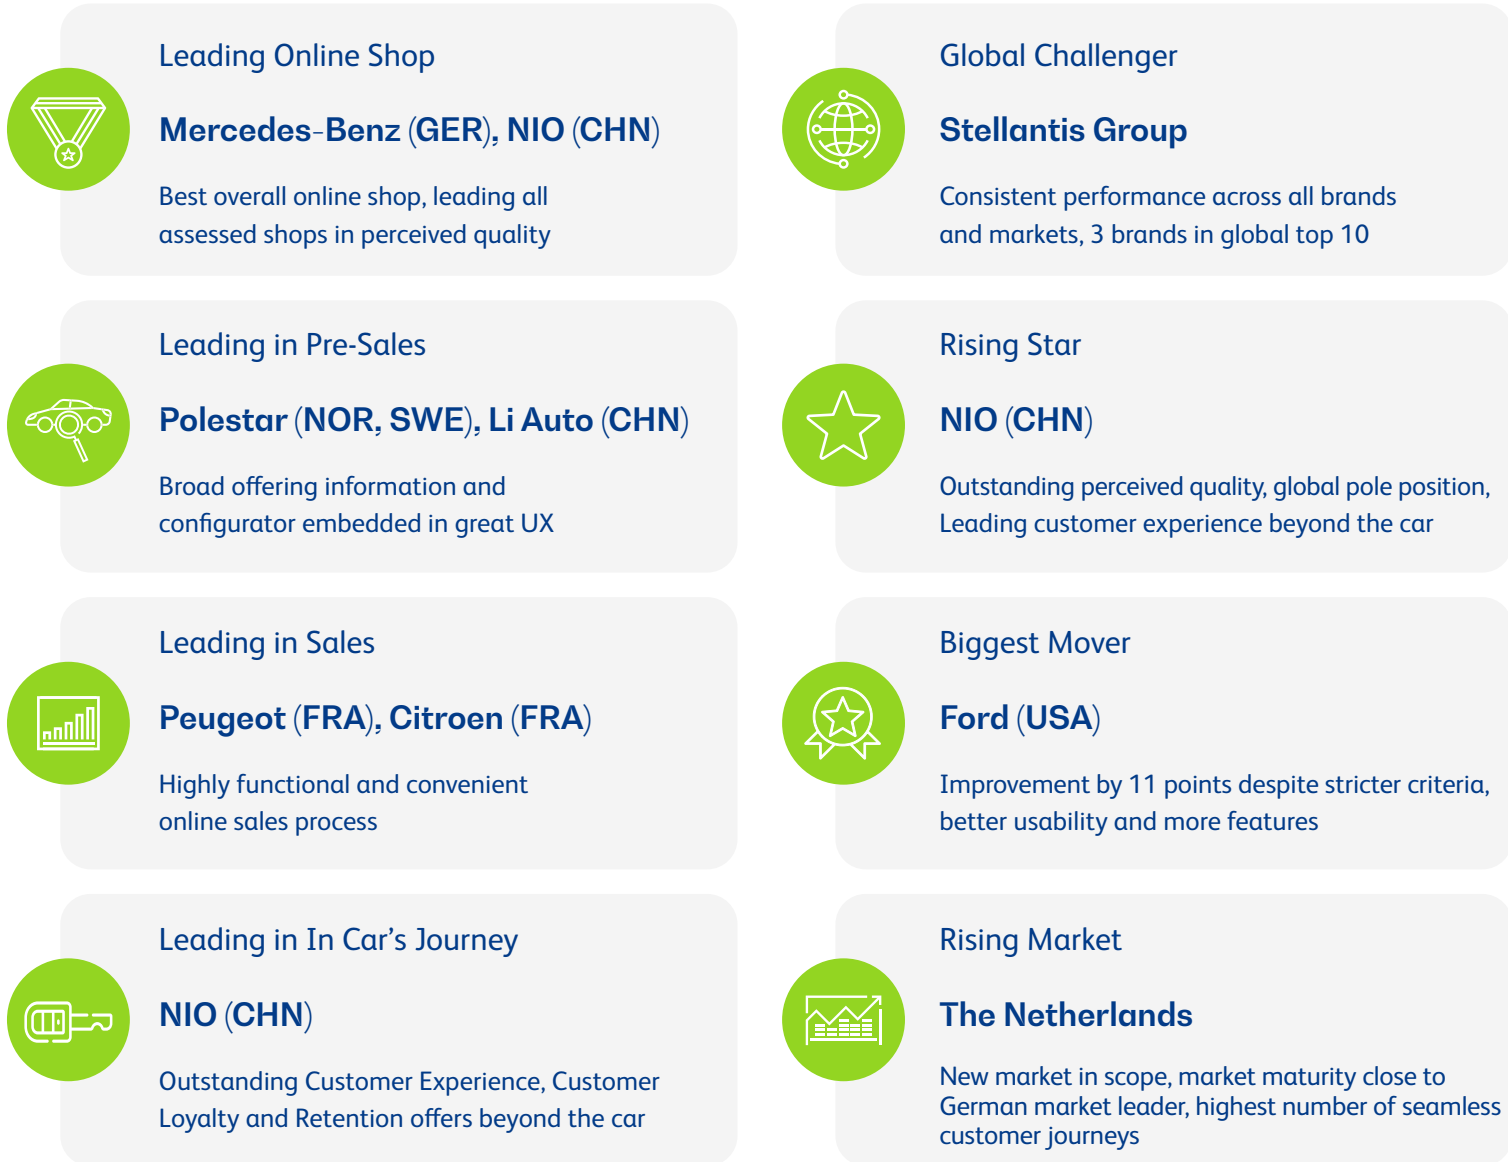 Leading Online Shop
Mercedes-Benz (GER), NIO (CHN)
Best overall online shop, leading all
assessed shops in perceived quality
Global Challenger
Stellantis Group
Consistent performance across all brands
and markets, 3 brands in global top 10
Leading in Pre-Sales
Polestar (NOR, SWE), Li Auto (CHN)
Broad offering information and
configurator embedded in great UX
Rising Star
NIO (CHN)
Outstanding perceived quality, global pole position,
Leading customer experience beyond the car
Leading in Sales
Peugeot (FRA), Citroen (FRA)
Highly functional and convenient
online sales process
Biggest Mover
Ford (USA)
Improvement by 11 points despite stricter criteria,
better usability and more features
Leading in In Car's Journey
NIO (CHN)
Outstanding Customer Experience, Customer
Loyalty and Retention offers beyond the car
Rising Market
The Netherlands
New market in scope, market maturity close to
German market leader, highest number of seamless
customer journeys